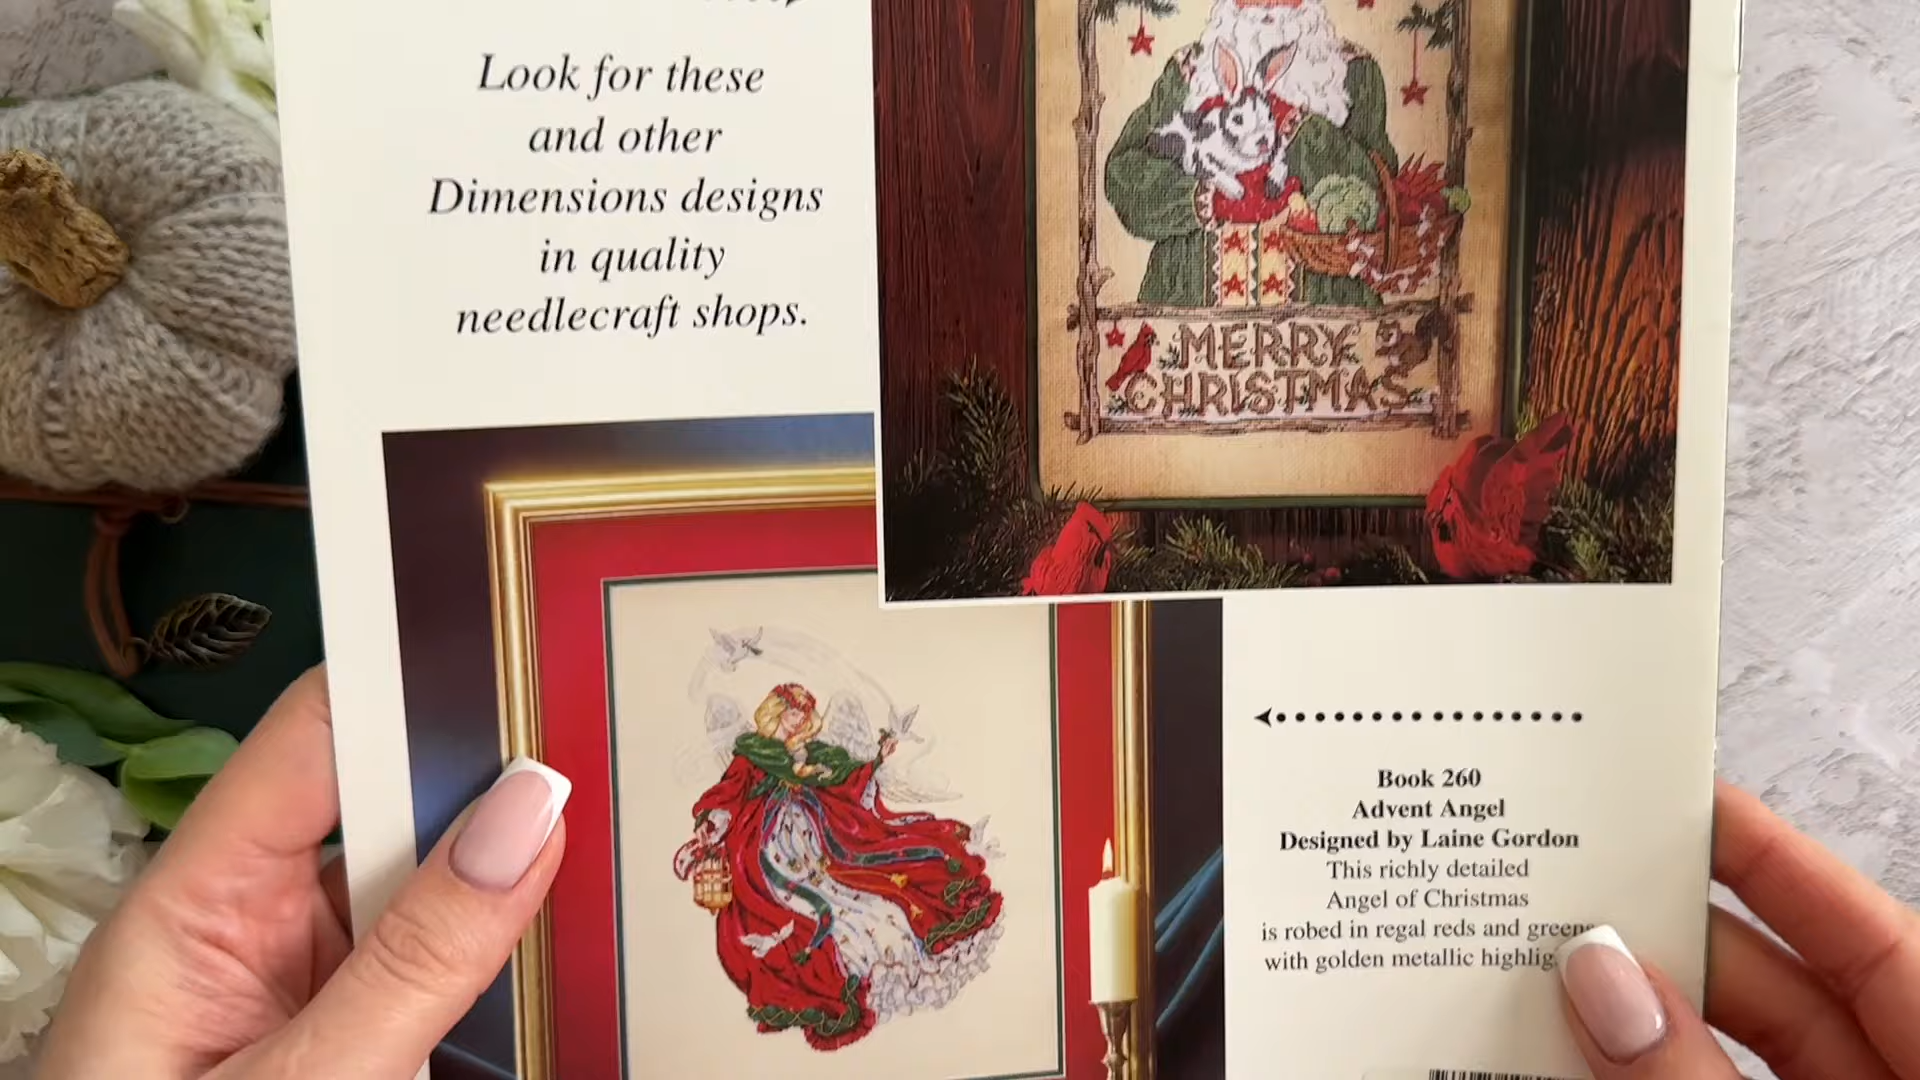 Look for these
and other
Dimensions designs
in quality
needlecraft shops.
MERRY
CHRISTMAS
Book 260
Advent Angel
Designed by Laine Gordon
This richly detailed
Angel of Christmas
is robed in regal reds and greens
with golden metallic